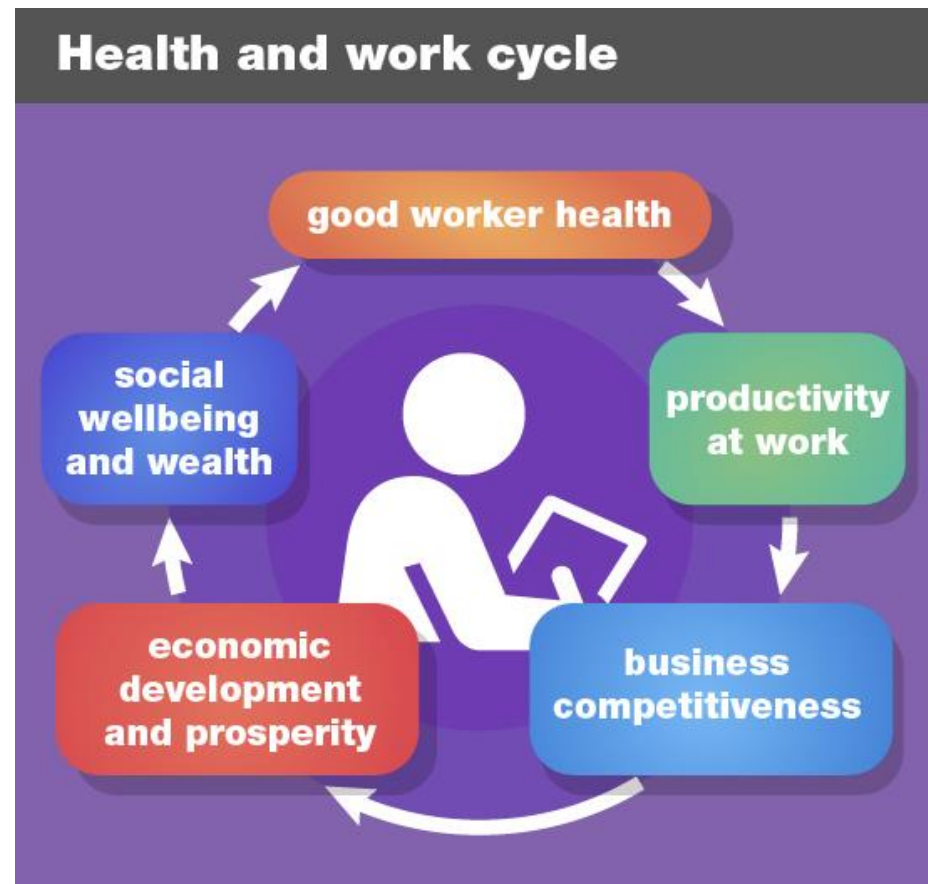 Health and work cycle
good worker health
productivity
at work
business
competitiveness
economic
development
and prosperity
social
wellbeing
and wealth